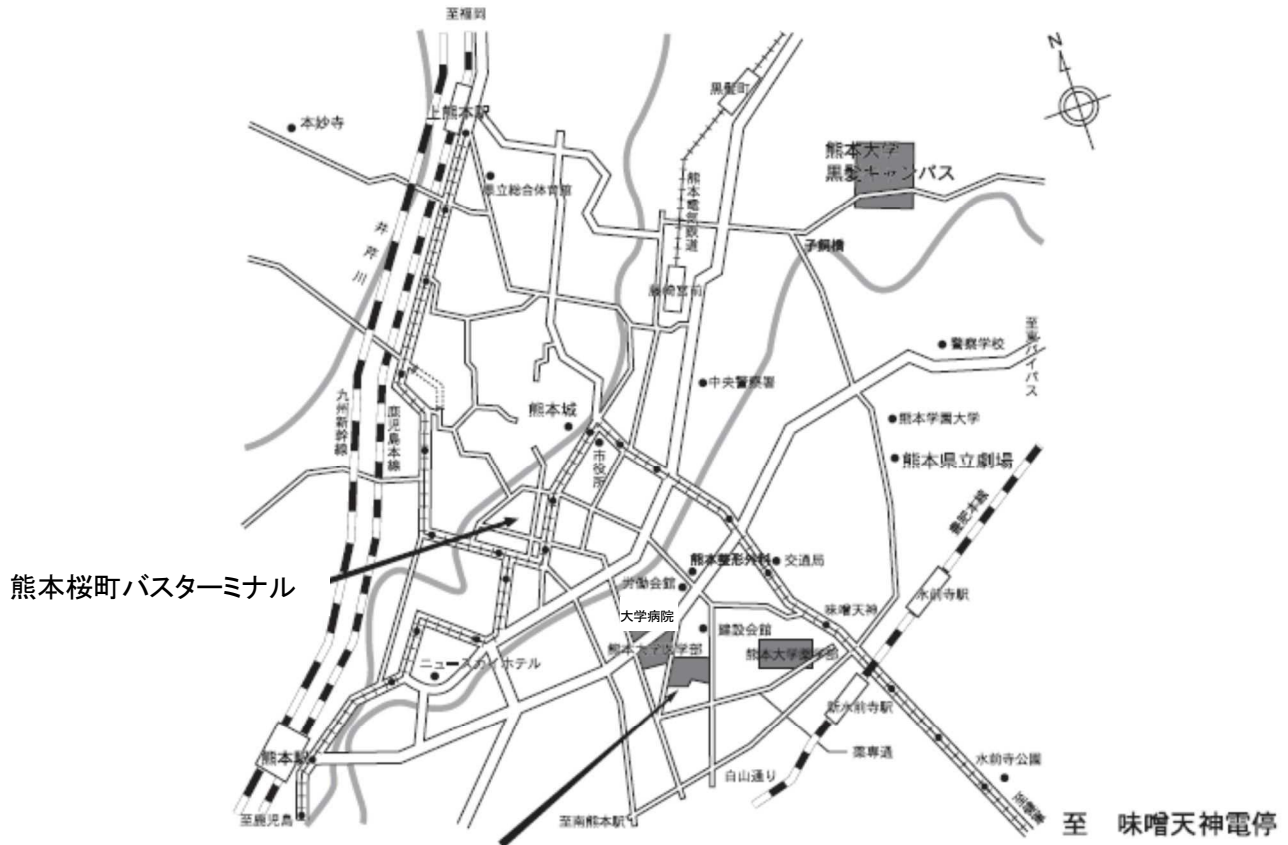 至福岡
N
黒髪町
上熊本駅
本妙寺
熊本大学
黒髪キャンパス
県立総合体育館
熊本電気鉄道
井芹川
子飼橋
藤崎宮前
至東バイパス
警察学校
中央警察署
九州新幹線
鹿児島本線
熊本城
熊本学園大学
市役所
熊本県立劇場
豊肥本線
熊本整形外科
交通局
熊本桜町バスターミナル
労働会館
水前寺駅
大学病院
味噌天神
建設会館
熊本大学医学部
熊本大学薬学部
ニュースカイホテル
新水前寺駅
熊本駅
薬専通
水前寺公園
白山通り
至鹿児島
至南熊本駅
至健軍
至 味噌天神電停